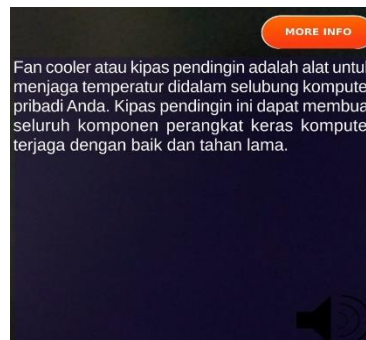 MORE INFO
Fan cooler atau kipas pendingin adalah alat untu
menjaga temperatur didalam selubung kompute
pribadi Anda. Kipas pendingin ini dapat membua
seluruh komponen perangkat keras kompute
terjaga dengan baik dan tahan lama.